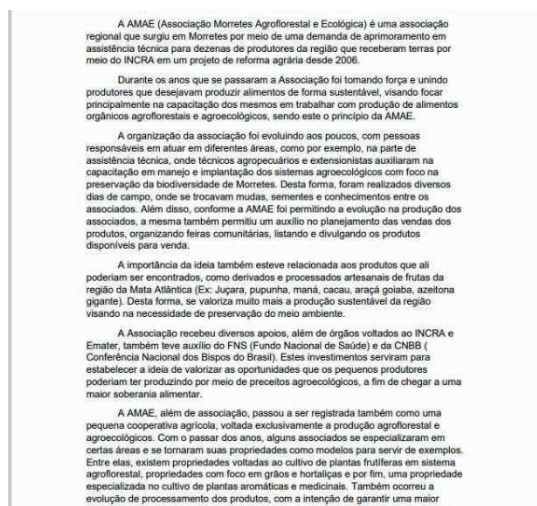 A AMAE (Associação Morretes Agroflorestal e Ecológica) é uma associação
regional que surgiu em Morretes por meio de uma demanda de aprimoramento em
assistência técnica para dezenas de produtores da região que receberam terras por
meio do INCRA em um projeto de reforma agrária desde 2006.
Durante os anos que se passaram a Associação foi tomando força e unindo
produtores que desejavam produzir alimentos de forma sustentável, visando focar
principalmente na capacitação dos mesmos em trabalhar com produção de alimentos
orgânicos agroflorestais e agroecológicos, sendo este o princípio da AMAE.
A organização da associação foi evoluindo aos poucos, com pessoas
responsáveis em atuar em diferentes áreas, como por exemplo, na parte de
assistência técnica, onde técnicos agropecuários e extensionistas auxiliaram na
capacitação em manejo e implantação dos sistemas agroecológicos com foco na
preservação da biodiversidade de Morretes. Desta forma, foram realizados diversos
dias de campo, onde se trocavam mudas, sementes e conhecimentos entre os
associados. Além disso, conforme a AMAE foi permitindo a evolução na produção dos
associados, a mesma também permitiu um auxílio no planejamento das vendas dos
produtos, organizando feiras comunitárias, listando e divulgando os produtos
disponíveis para venda.
A importância da ideia também esteve relacionada aos produtos que ali
poderiam ser encontrados, como derivados e processados artesanais de frutas da
região da Mata Atlântica (Ex: Juçara, pupunha, maná, cacau, araçá goiaba, azeitona
gigante). Desta forma, se valoriza muito mais a produção sustentável da região
visando na necessidade de preservação do meio ambiente.
A Associação recebeu diversos apoios, além de órgãos voltados ao INCRA e
Emater, também teve auxílio do FNS (Fundo Nacional de Saúde) e da CNBB (
Conferência Nacional dos Bispos do Brasil). Estes investimentos serviram para
estabelecer a ideia de valorizar as oportunidades que os pequenos produtores
poderiam ter produzindo por meio de preceitos agroecológicos, a fim de chegar a uma
maior soberania alimentar.
A AMAE, além de associação, passou a ser registrada também como uma
pequena cooperativa agrícola, voltada exclusivamente a produção agroflorestal e
agroecológicos. Com o passar dos anos, alguns associados se especializaram em
certas áreas e se tornaram suas propriedades como modelos para servir de exemplos.
Entre elas, existem propriedades voltadas ao cultivo de plantas frutíferas em sistema
agroflorestal, propriedades com foco em grãos e hortaliças e por fim, uma propriedade
especializada no cultivo de plantas aromáticas e medicinais. Também ocorreu a
evolução de processamento dos produtos, com a intenção de garantir uma maior